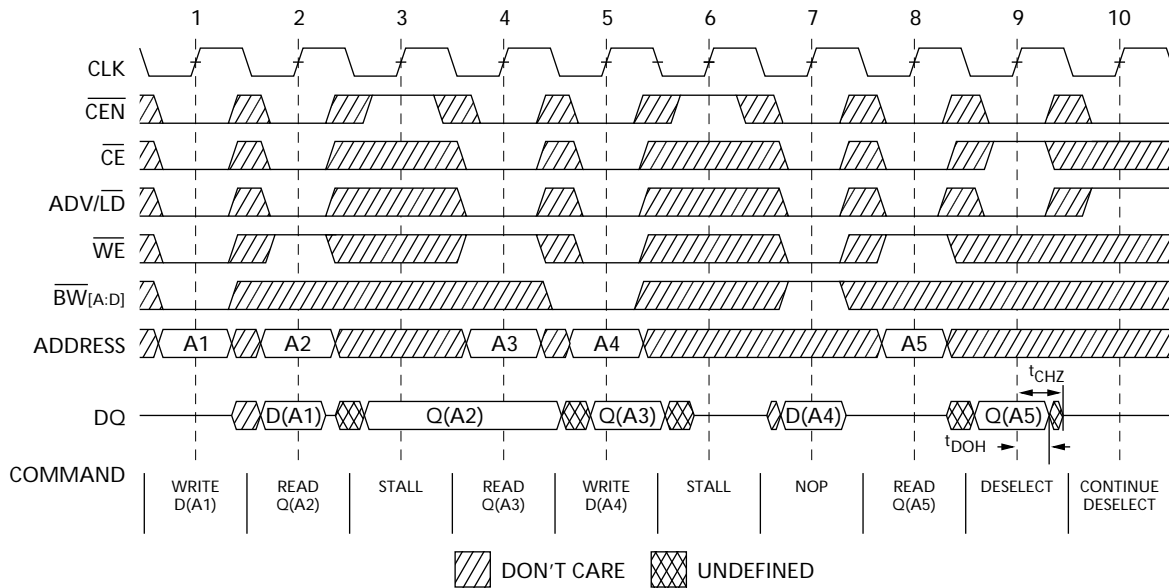 1 2 3 4 5 6 7 8 9 10
CLK
CEN
CE
ADV/LD
WE
BW[A:D]
ADDRESS A1 A2 A3 A4 A5
tCHZ
DQ D(A1) Q(A2) Q(A3) D(A4) Q(A5)
tDOH
COMMAND
WRITE D(A1)
READ Q(A2)
STALL
READ Q(A3)
WRITE D(A4)
STALL
NOP
READ Q(A5)
DESELECT
CONTINUE DESELECT
DON'T CARE UNDEFINED